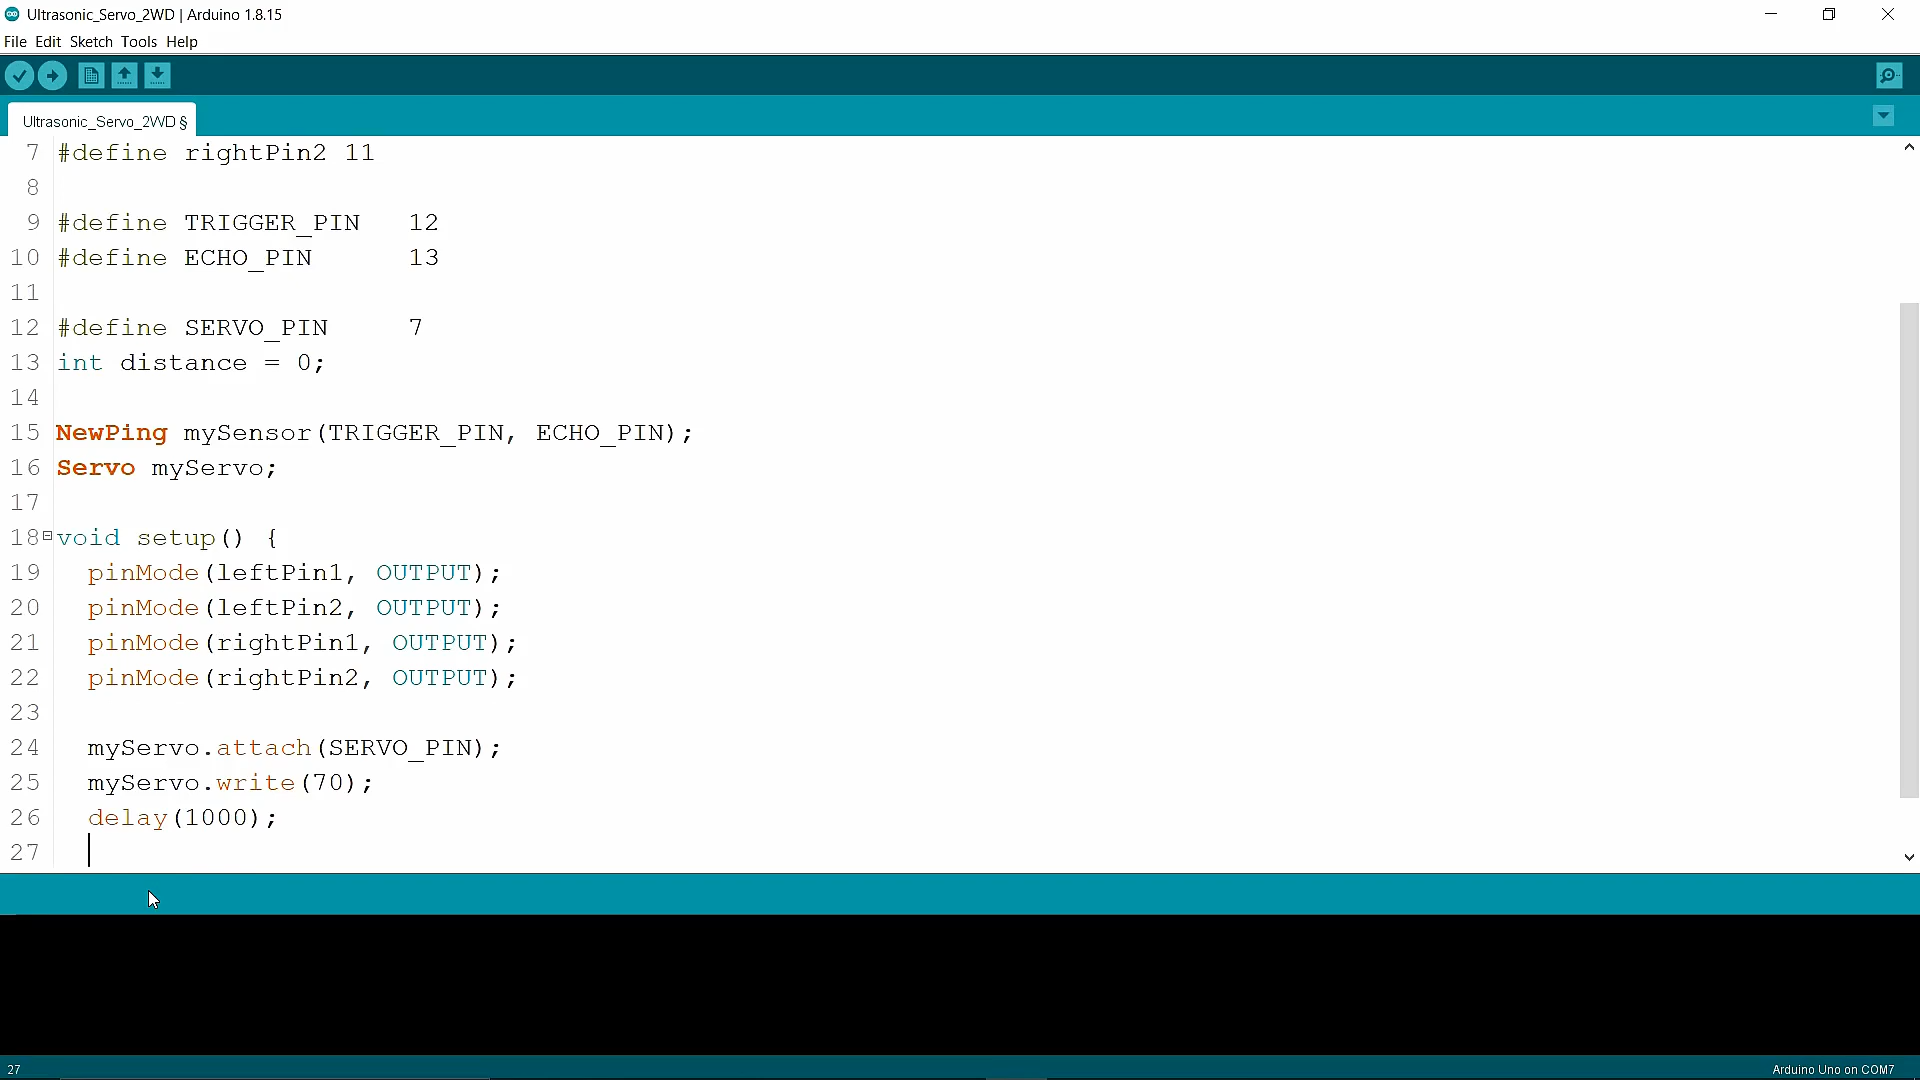 Ultrasonic_Servo_2WD | Arduino 1.8.15
File Edit Sketch Tools Help
Ultrasonic_Servo_2WD §
7 #define rightPin2 11
8
9 #define TRIGGER_PIN 12
10 #define ECHO_PIN 13
11
12 #define SERVO_PIN 7
13 int distance = 0;
14
15 NewPing mySensor(TRIGGER_PIN, ECHO_PIN);
16 Servo myServo;
17
18 void setup() {
19 pinMode(leftPin1, OUTPUT);
20 pinMode(leftPin2, OUTPUT);
21 pinMode(rightPin1, OUTPUT);
22 pinMode(rightPin2, OUTPUT);
23
24 myServo.attach(SERVO_PIN);
25 myServo.write(70);
26 delay(1000);
27
27 Arduino Uno on COM7